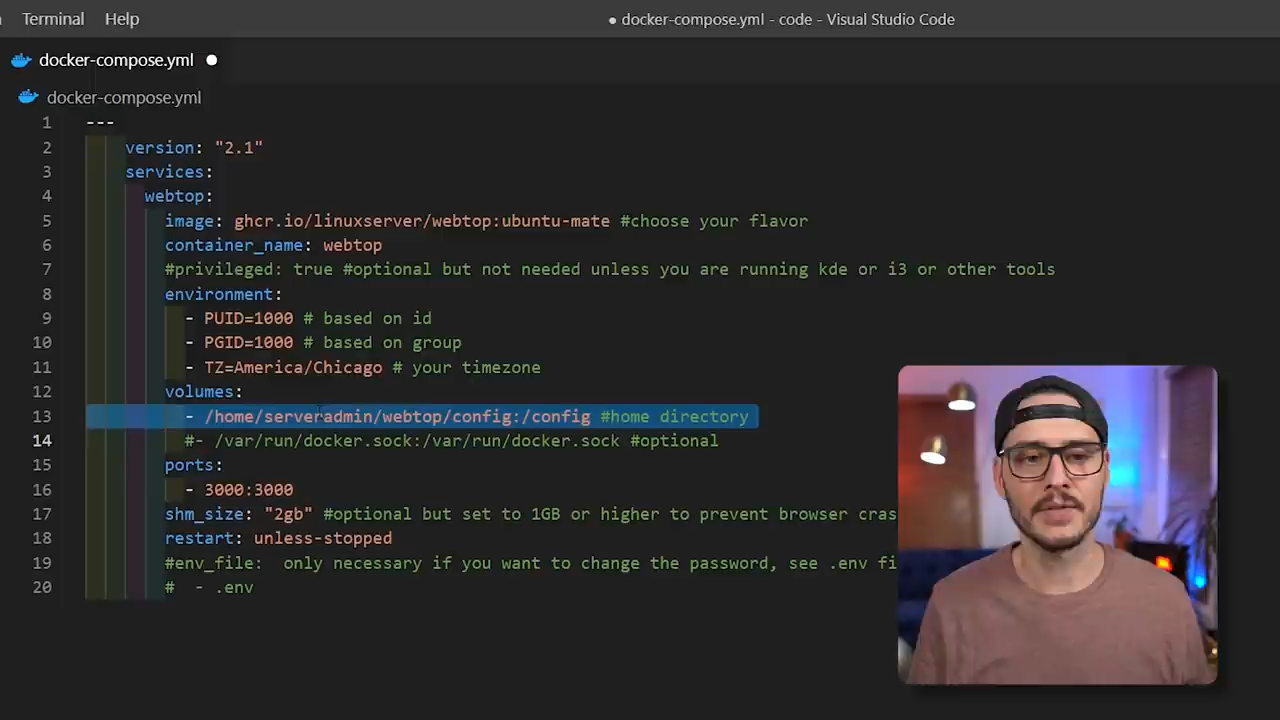 Terminal Help
● docker-compose.yml - code - Visual Studio Code
docker-compose.yml
docker-compose.yml
1 ---
2 version: "2.1"
3 services:
4 webtop:
5 image: ghcr.io/linuxserver/webtop:ubuntu-mate #choose your flavor
6 container_name: webtop
7 #privileged: true #optional but not needed unless you are running kde or i3 or other tools
8 environment:
9 - PUID=1000 # based on id
10 - PGID=1000 # based on group
11 - TZ=America/Chicago # your timezone
12 volumes:
13 - /home/serveradmin/webtop/config:/config #home directory
14 #- /var/run/docker.sock:/var/run/docker.sock #optional
15 ports:
16 - 3000:3000
17 shm_size: "2gb" #optional but set to 1GB or higher to prevent browser cras
18 restart: unless-stopped
19 #env_file: only necessary if you want to change the password, see .env fi
20 # - .env